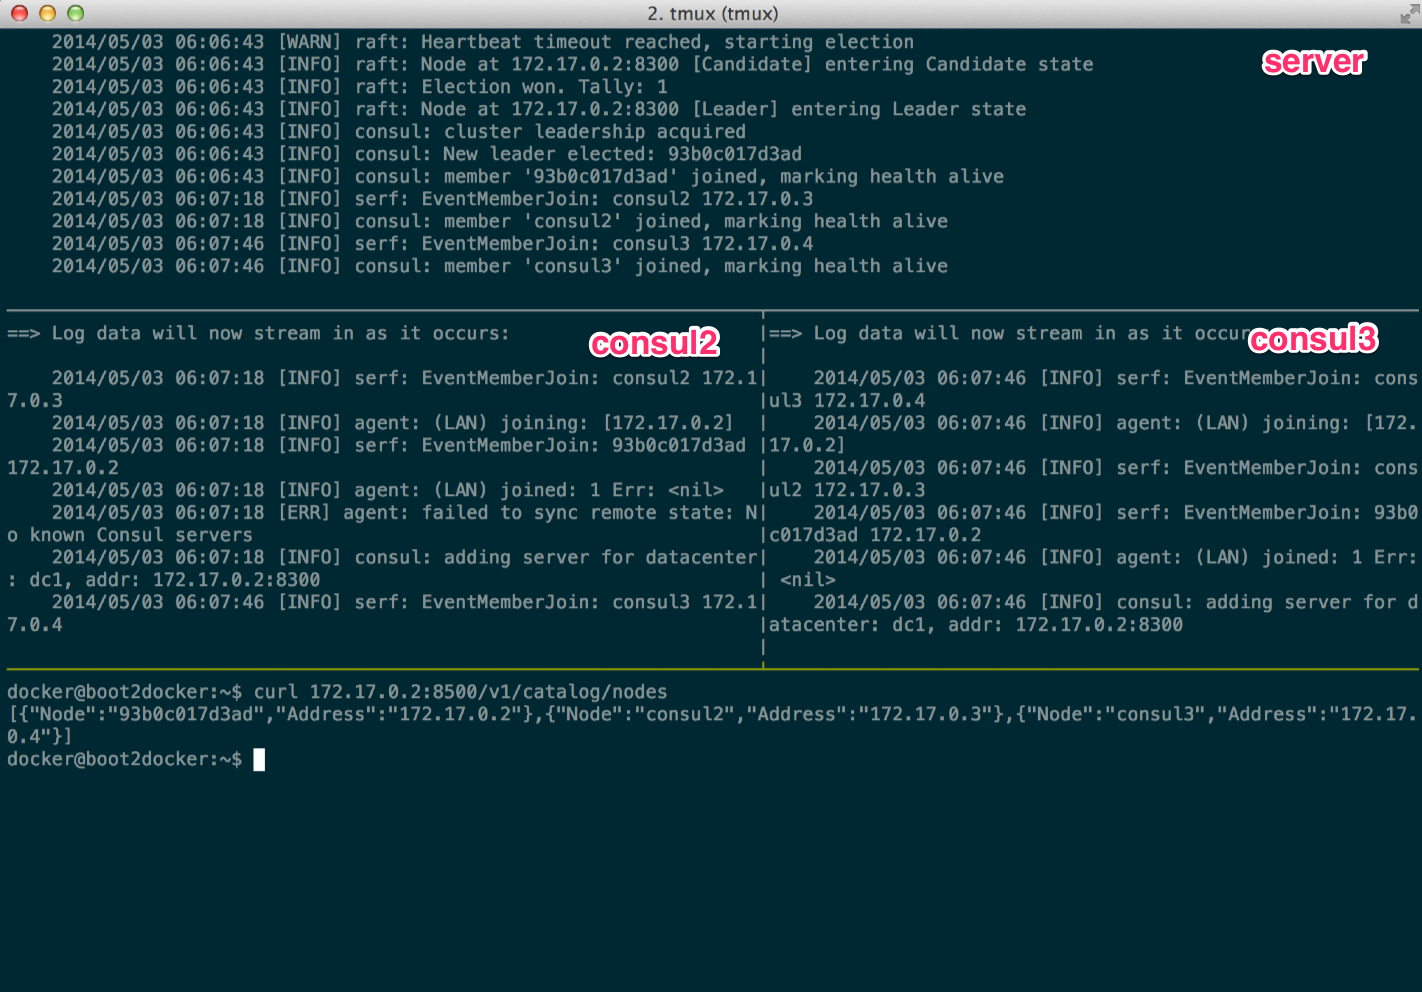 2. tmux (tmux)
2014/05/03 06:06:43 [WARN] raft: Heartbeat timeout reached, starting election
server
2014/05/03 06:06:43 [INFO] raft: Node at 172.17.0.2:8300 [Candidate] entering Candidate state
2014/05/03 06:06:43 [INFO] raft: Election won. Tally: 1
2014/05/03 06:06:43 [INFO] raft: Node at 172.17.0.2:8300 [Leader] entering Leader state
2014/05/03 06:06:43 [INFO] consul: cluster leadership acquired
2014/05/03 06:06:43 [INFO] consul: New leader elected: 93b0c017d3ad
2014/05/03 06:06:43 [INFO] consul: member '93b0c017d3ad' joined, marking health alive
2014/05/03 06:07:18 [INFO] serf: EventMemberJoin: consul2 172.17.0.3
2014/05/03 06:07:18 [INFO] consul: member 'consul2' joined, marking health alive
2014/05/03 06:07:46 [INFO] serf: EventMemberJoin: consul3 172.17.0.4
2014/05/03 06:07:46 [INFO] consul: member 'consul3' joined, marking health alive
==> Log data will now stream in as it occurs:
consul2
2014/05/03 06:07:18 [INFO] serf: EventMemberJoin: consul2 172.1
7.0.3
2014/05/03 06:07:18 [INFO] agent: (LAN) joining: [172.17.0.2]
2014/05/03 06:07:18 [INFO] serf: EventMemberJoin: 93b0c017d3ad
172.17.0.2
2014/05/03 06:07:18 [INFO] agent: (LAN) joined: 1 Err: <nil>
2014/05/03 06:07:18 [ERR] agent: failed to sync remote state: N
o known Consul servers
2014/05/03 06:07:18 [INFO] consul: adding server for datacenter
: dc1, addr: 172.17.0.2:8300
2014/05/03 06:07:46 [INFO] serf: EventMemberJoin: consul3 172.1
7.0.4
==> Log data will now stream in as it occur
consul3
2014/05/03 06:07:46 [INFO] serf: EventMemberJoin: cons
ul3 172.17.0.4
2014/05/03 06:07:46 [INFO] agent: (LAN) joining: [172.
17.0.2]
2014/05/03 06:07:46 [INFO] serf: EventMemberJoin: cons
ul2 172.17.0.3
2014/05/03 06:07:46 [INFO] serf: EventMemberJoin: 93b0
c017d3ad 172.17.0.2
2014/05/03 06:07:46 [INFO] agent: (LAN) joined: 1 Err:
<nil>
2014/05/03 06:07:46 [INFO] consul: adding server for d
atacenter: dc1, addr: 172.17.0.2:8300
docker@boot2docker:~$ curl 172.17.0.2:8500/v1/catalog/nodes
[{"Node":"93b0c017d3ad","Address":"172.17.0.2"},{"Node":"consul2","Address":"172.17.0.3"},{"Node":"consul3","Address":"172.17.
0.4"}]
docker@boot2docker:~$